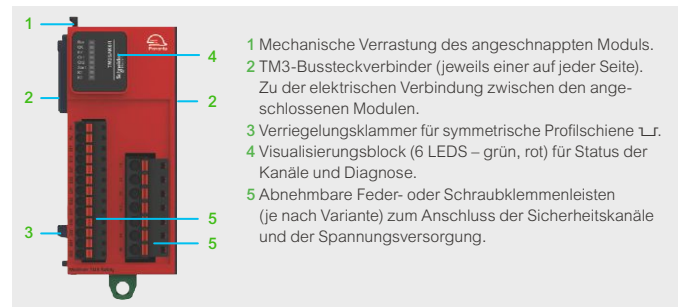 1 Mechanische Verrastung des angeschnappten Moduls.
2 TM3-Bussteckverbinder (jeweils einer auf jeder Seite).
Zu der elektrischen Verbindung zwischen den ange-
schlossenen Modulen.
3 Verriegelungsklammer für symmetrische Profilschiene.
4 Visualisierungsblock (6 LEDS – grün, rot) für Status der
Kanäle und Diagnose.
5 Abnehmbare Feder- oder Schraubklemmenleisten
(je nach Variante) zum Anschluss der Sicherheitskanäle
und der Spannungsversorgung.
1
4
2
2
5
3
5
Preventa
Schneider